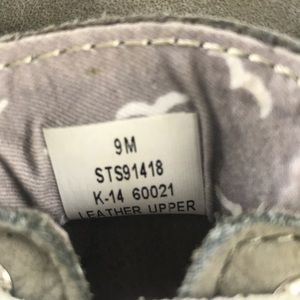 9M
STS91418
K-14 60021
LEATHER UPPER